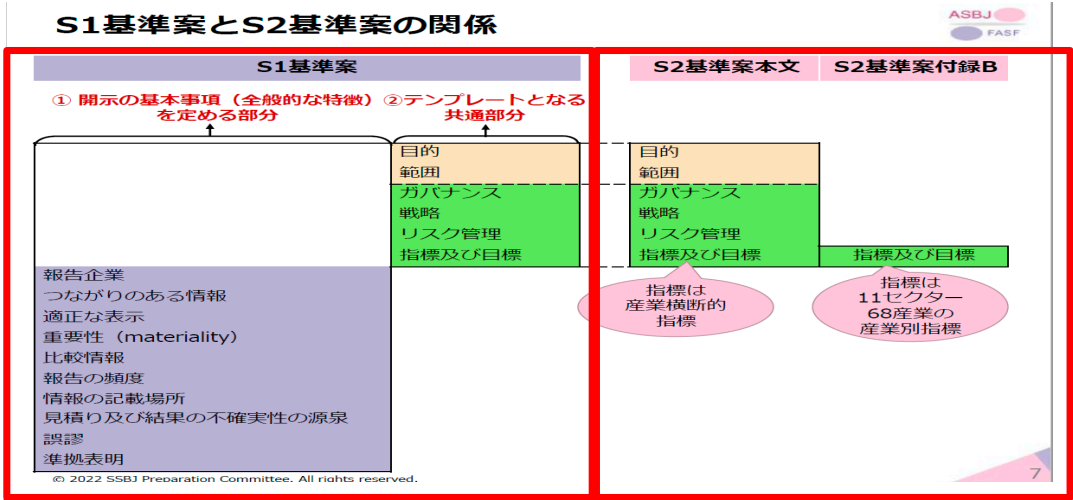 S1基準案とS2基準案の関係
ASBJ
FASF
S1基準案
① 開示の基本事項（全般的な特徴）
を定める部分
②テンプレートとなる
共通部分
目的
範囲
ガバナンス
戦略
リスク管理
指標及び目標
報告企業
つながりのある情報
適正な表示
重要性（materiality）
比較情報
報告の頻度
情報の記載場所
見積り及び結果の不確実性の源泉
誤謬
準拠表明
S2基準案本文
S2基準案付録B
目的
範囲
ガバナンス
戦略
リスク管理
指標及び目標
指標及び目標
指標は
産業横断的
指標
指標は
11セクター
68産業の
産業別指標
© 2022 SSBJ Preparation Committee. All rights reserved.
7